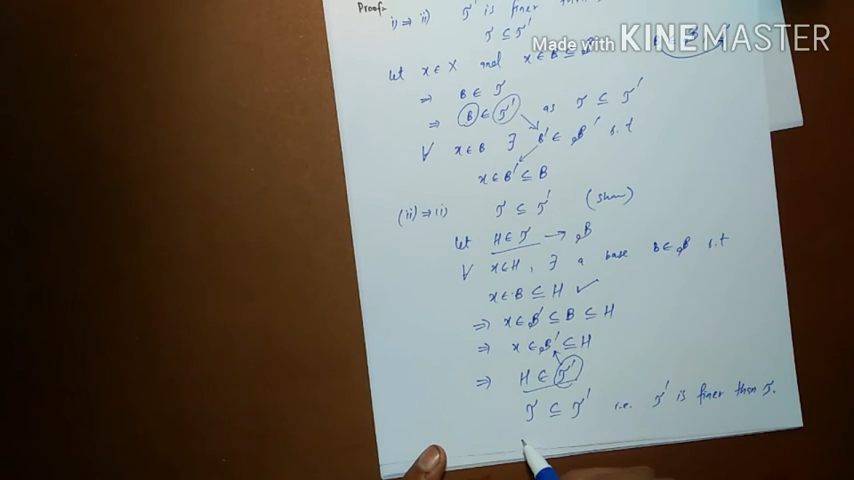 Proof:-
i) ⇒ ii) 𝒯' is finer
𝒯 ⊆ 𝒯'
Made with KINEMASTER
let x ∈ X and x ∈ B ⊆
⇒ B ∈ 𝒯
⇒ B ∈ 𝒯' as 𝒯 ⊆ 𝒯'
∀ x ∈ B ∃ B' ∈ ℬ' s.t
x ∈ B' ⊆ B
(ii) ⇒ (i) 𝒯 ⊆ 𝒯' (show)
let H ∈ 𝒯 → ℬ
∀ x ∈ H, ∃ a base B ∈ ℬ s.t
x ∈ B ⊆ H ✓
⇒ x ∈ ℬ' ⊆ B ⊆ H
⇒ x ∈ ℬ' ⊆ H
⇒ H ∈ 𝒯'
𝒯 ⊆ 𝒯' i.e. 𝒯' is finer than 𝒯.